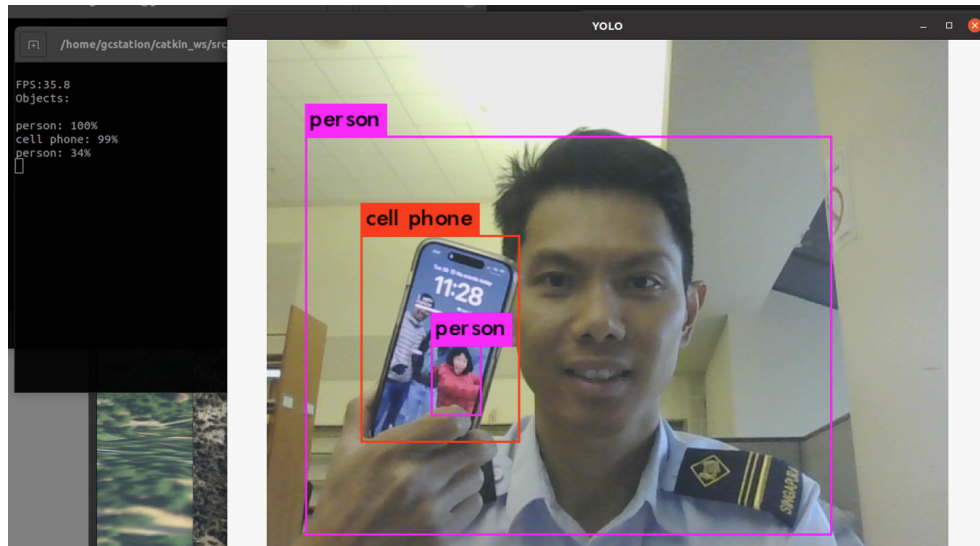 /home/gcstation/catkin_ws/src
YOLO
FPS:35.8
Objects:
person: 100%
cell phone: 99%
person: 34%
person
cell phone
11:28
person
SINGAPURA